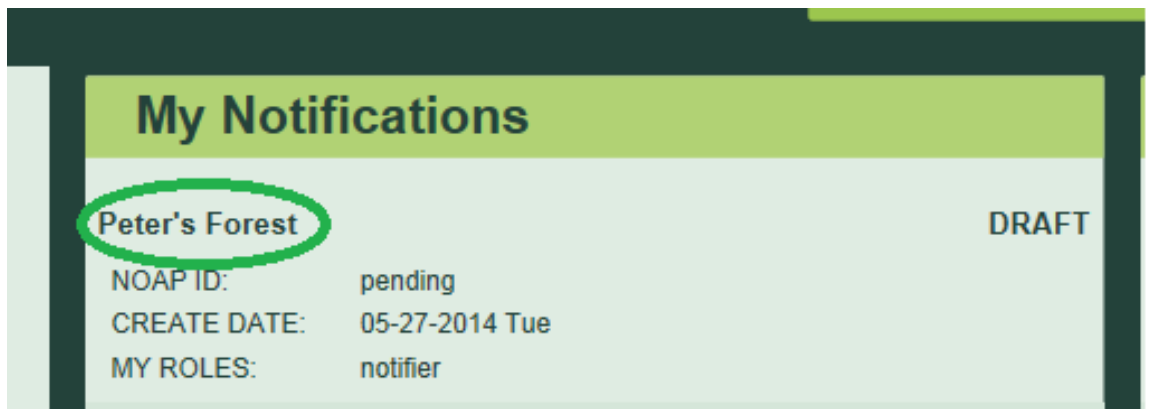 My Notifications
Peter's Forest DRAFT
NOAP ID: pending
CREATE DATE: 05-27-2014 Tue
MY ROLES: notifier